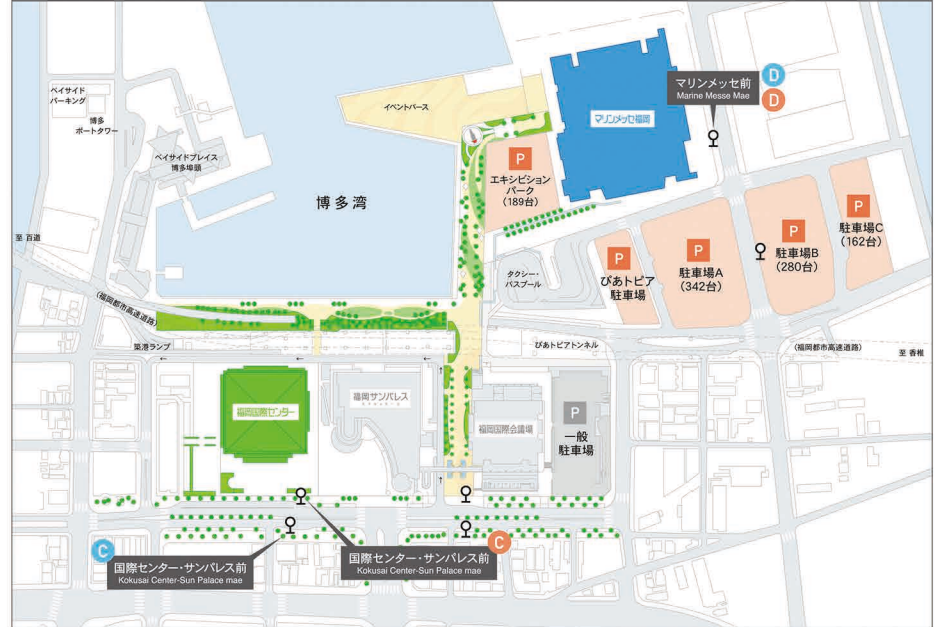 ベイサイド
パーキング
博多
ポートタワー
ベイサイドプレイス
博多埠頭
イベントバース
マリンメッセ福岡
マリンメッセ前
Marine Messe Mae
D
D
P
エキシビション
パーク
(189台)
博多湾
至 百道
タクシー・
バスプール
P
ぴあトピア
駐車場
P
駐車場A
(342台)
P
駐車場B
(280台)
P
駐車場C
(162台)
(福岡都市高速道路)
築港ランプ
ぴあトピアトンネル
(福岡都市高速道路)
至 香椎
福岡国際センター
福岡サンパレス
福岡国際会議場
P
一般
駐車場
C
国際センター・サンパレス前
Kokusai Center-Sun Palace mae
C
国際センター・サンパレス前
Kokusai Center-Sun Palace mae